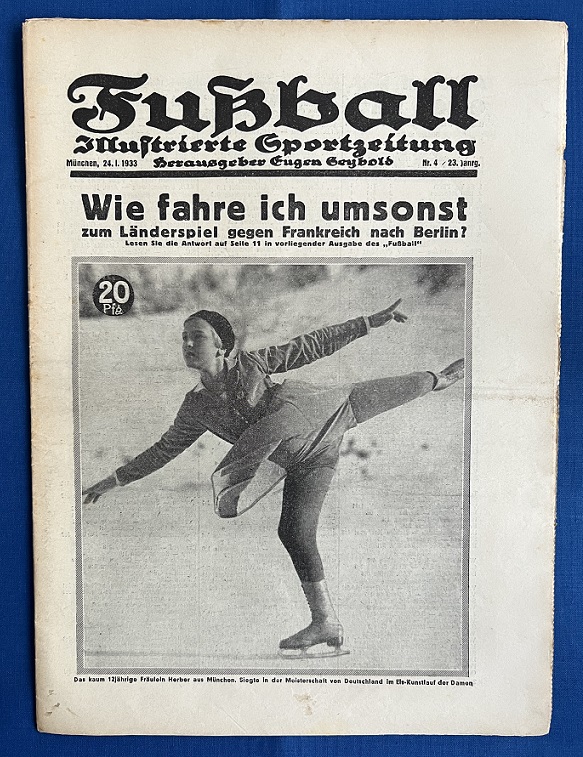 Fußball
Illustrierte Sportzeitung
München, 24. I. 1933 Herausgeber Eugen Seybold Nr. 4 / 23. Jahrg.
Wie fahre ich umsonst
zum Länderspiel gegen Frankreich nach Berlin?
Lesen Sie die Antwort auf Seite 11 in vorliegender Ausgabe des „Fußball“
20
Pfg
Das kaum 12jährige Fräulein Herber aus München. Siegte in der Meisterschaft von Deutschland im Eis-Kunstlauf der Damen